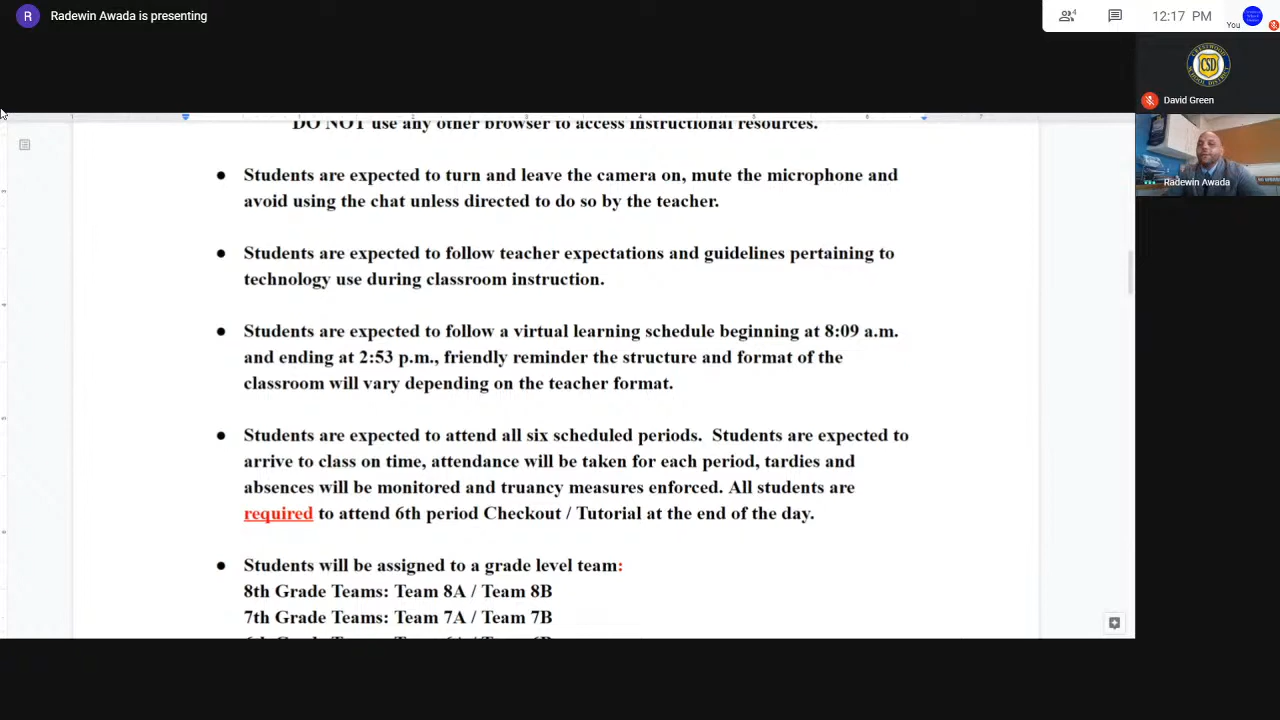 R
Radewin Awada is presenting
4
12:17 PM
You
CRESTWOOD
CSD
SCHOOL DISTRICT
David Green
Radewin Awada
DO NOT use any other browser to access instructional resources.
● Students are expected to turn and leave the camera on, mute the microphone and
avoid using the chat unless directed to do so by the teacher.
● Students are expected to follow teacher expectations and guidelines pertaining to
technology use during classroom instruction.
● Students are expected to follow a virtual learning schedule beginning at 8:09 a.m.
and ending at 2:53 p.m., friendly reminder the structure and format of the
classroom will vary depending on the teacher format.
● Students are expected to attend all six scheduled periods. Students are expected to
arrive to class on time, attendance will be taken for each period, tardies and
absences will be monitored and truancy measures enforced. All students are
required to attend 6th period Checkout / Tutorial at the end of the day.
● Students will be assigned to a grade level team:
8th Grade Teams: Team 8A / Team 8B
7th Grade Teams: Team 7A / Team 7B